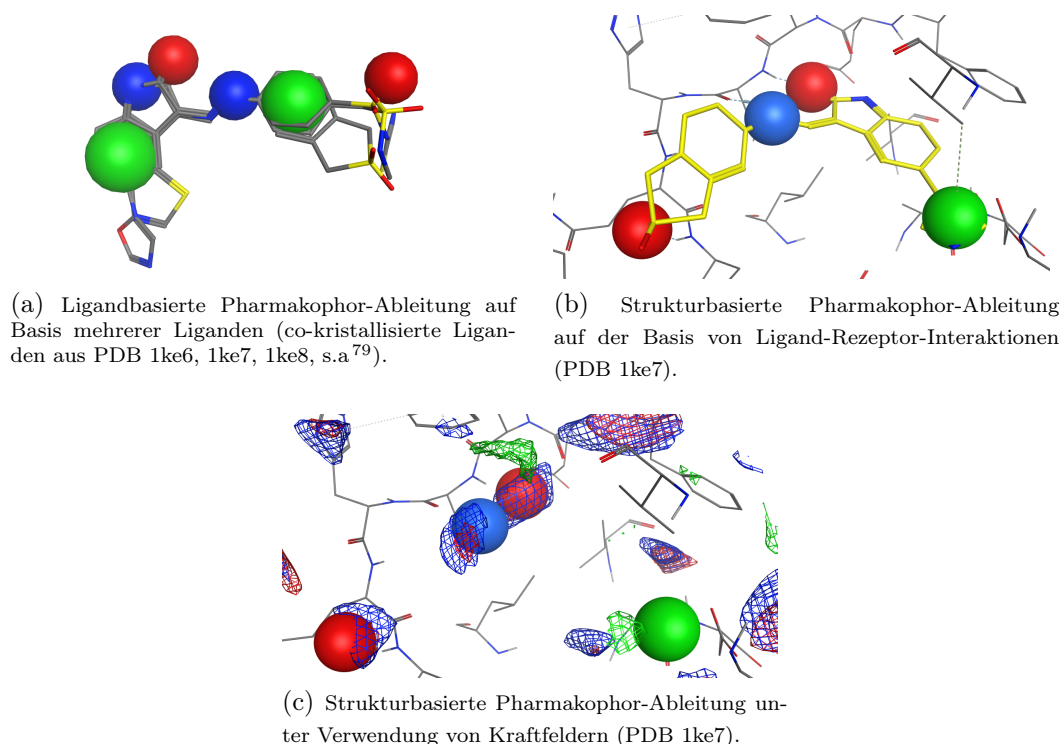 (a) Ligandbasierte Pharmakophor-Ableitung auf
Basis mehrerer Liganden (co-kristallisierte Ligan-
den aus PDB 1ke6, 1ke7, 1ke8, s.a⁷⁹).
(b) Strukturbasierte Pharmakophor-Ableitung
auf der Basis von Ligand-Rezeptor-Interaktionen
(PDB 1ke7).
(c) Strukturbasierte Pharmakophor-Ableitung un-
ter Verwendung von Kraftfeldern (PDB 1ke7).